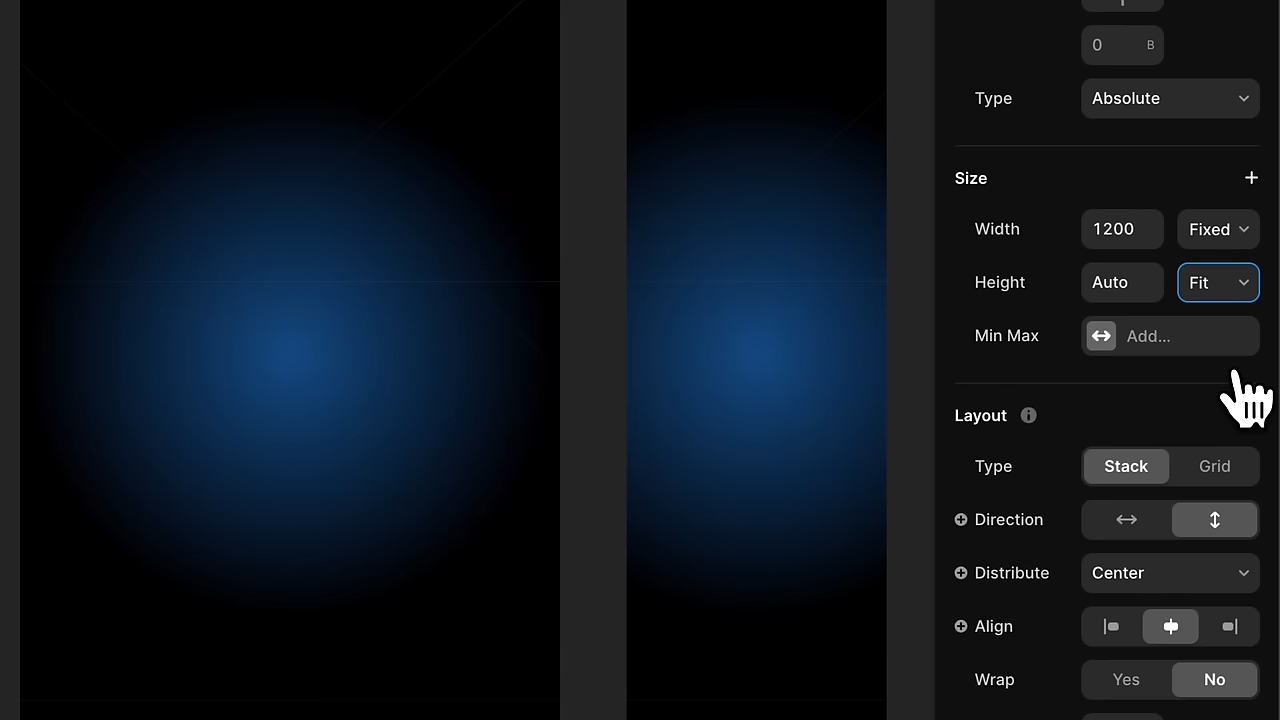 0 B
Type Absolute
Size
Width 1200 Fixed
Height Auto Fit
Min Max Add...
Layout
Type Stack Grid
Direction
Distribute Center
Align
Wrap Yes No